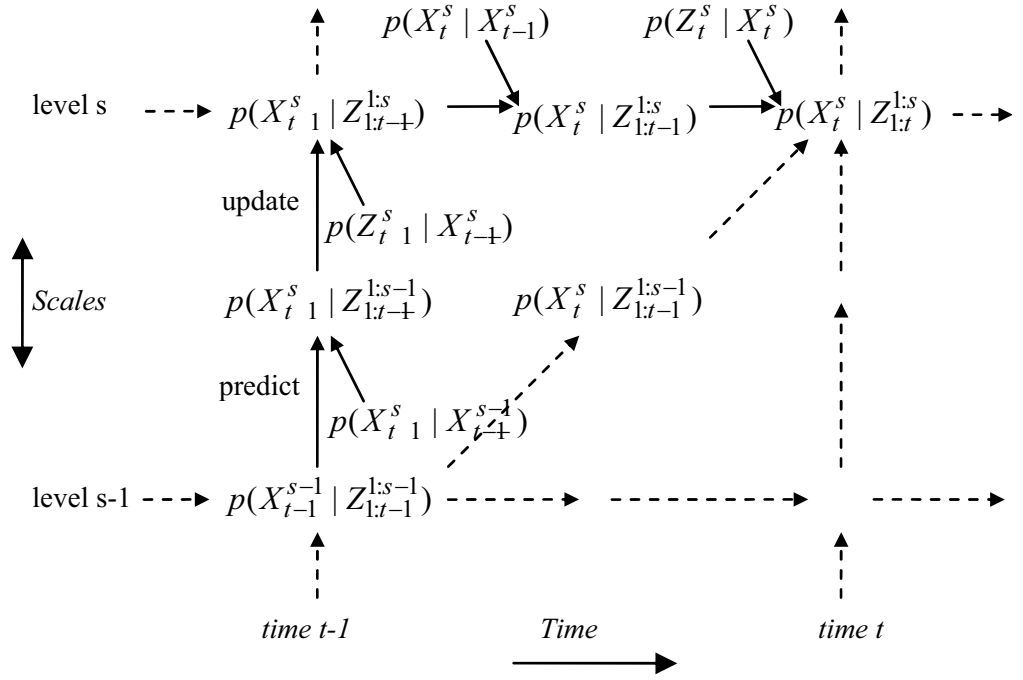 p(X_t^s | X_{t-1}^s) p(Z_t^s | X_t^s)
level s p(X_{t 1}^s | Z_{1:t-1}^{1:s}) p(X_t^s | Z_{1:t-1}^{1:s}) p(X_t^s | Z_{1:t}^{1:s})
update
p(Z_{t 1}^s | X_{t-1}^s)
Scales p(X_{t 1}^s | Z_{1:t-1}^{1:s-1}) p(X_t^s | Z_{1:t-1}^{1:s-1})
predict
p(X_{t 1}^s | X_{t-1}^{s-1})
level s-1 p(X_{t-1}^{s-1} | Z_{1:t-1}^{1:s-1})
time t-1 Time time t